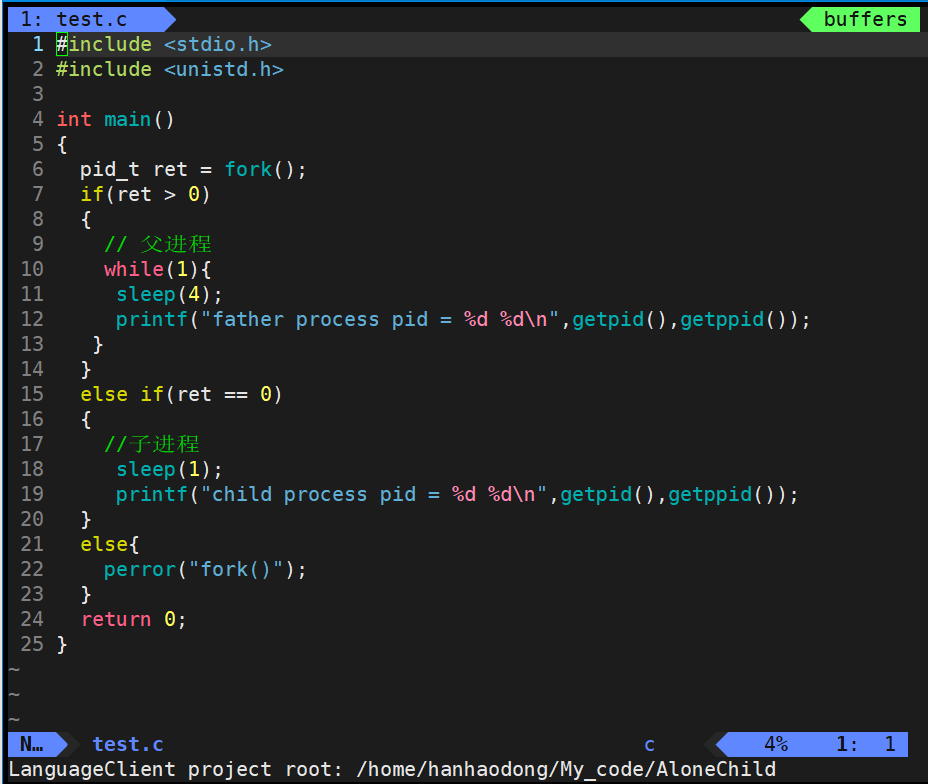 1: test.c buffers
1 #include <stdio.h>
2 #include <unistd.h>
3
4 int main()
5 {
6   pid_t ret = fork();
7   if(ret > 0)
8   {
9     // 父进程
10     while(1){
11      sleep(4);
12      printf("father process pid = %d %d\n",getpid(),getppid());
13    }
14   }
15   else if(ret == 0)
16   {
17     //子进程
18      sleep(1);
19      printf("child process pid = %d %d\n",getpid(),getppid());
20   }
21   else{
22     perror("fork()");
23   }
24   return 0;
25 }
~
~
~
N… test.c c 4% 1: 1
LanguageClient project root: /home/hanhaodong/My_code/AloneChild